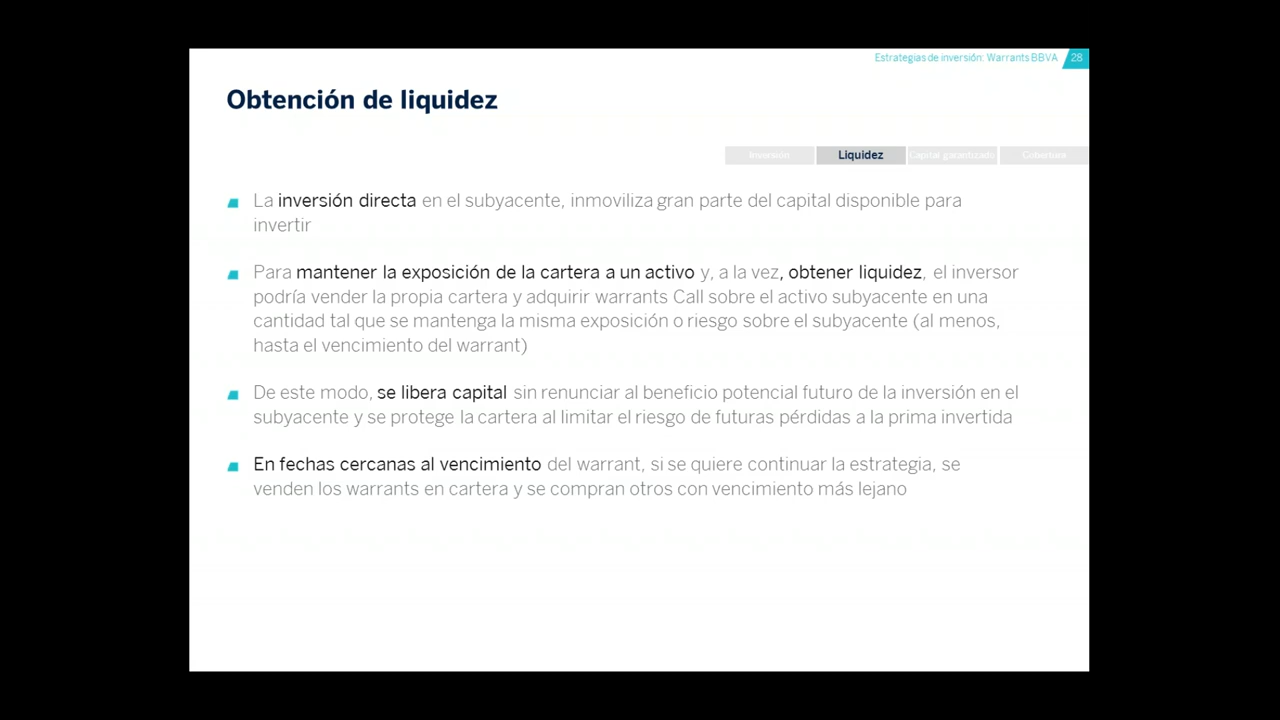 Estrategias de inversión: Warrants BBVA 28
Obtención de liquidez
Inversión Liquidez Capital garantizado Cobertura
La inversión directa en el subyacente, inmoviliza gran parte del capital disponible para
invertir
Para mantener la exposición de la cartera a un activo y, a la vez, obtener liquidez, el inversor
podría vender la propia cartera y adquirir warrants Call sobre el activo subyacente en una
cantidad tal que se mantenga la misma exposición o riesgo sobre el subyacente (al menos,
hasta el vencimiento del warrant)
De este modo, se libera capital sin renunciar al beneficio potencial futuro de la inversión en el
subyacente y se protege la cartera al limitar el riesgo de futuras pérdidas a la prima invertida
En fechas cercanas al vencimiento del warrant, si se quiere continuar la estrategia, se
venden los warrants en cartera y se compran otros con vencimiento más lejano